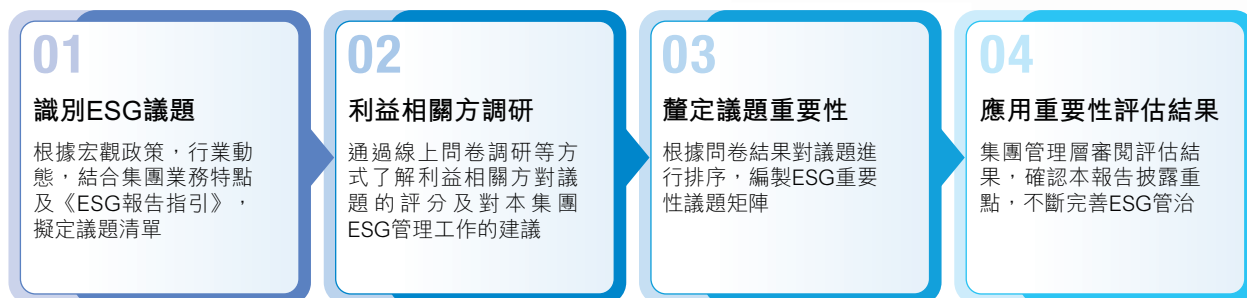 01
識別ESG議題
根據宏觀政策，行業動
態，結合集團業務特點
及《ESG報告指引》，
擬定議題清單
02
利益相關方調研
通過線上問卷調研等方
式了解利益相關方對議
題的評分及對本集團
ESG管理工作的建議
03
釐定議題重要性
根據問卷結果對議題進
行排序，編製ESG重要
性議題矩陣
04
應用重要性評估結果
集團管理層審閱評估結
果，確認本報告披露重
點，不斷完善ESG管治